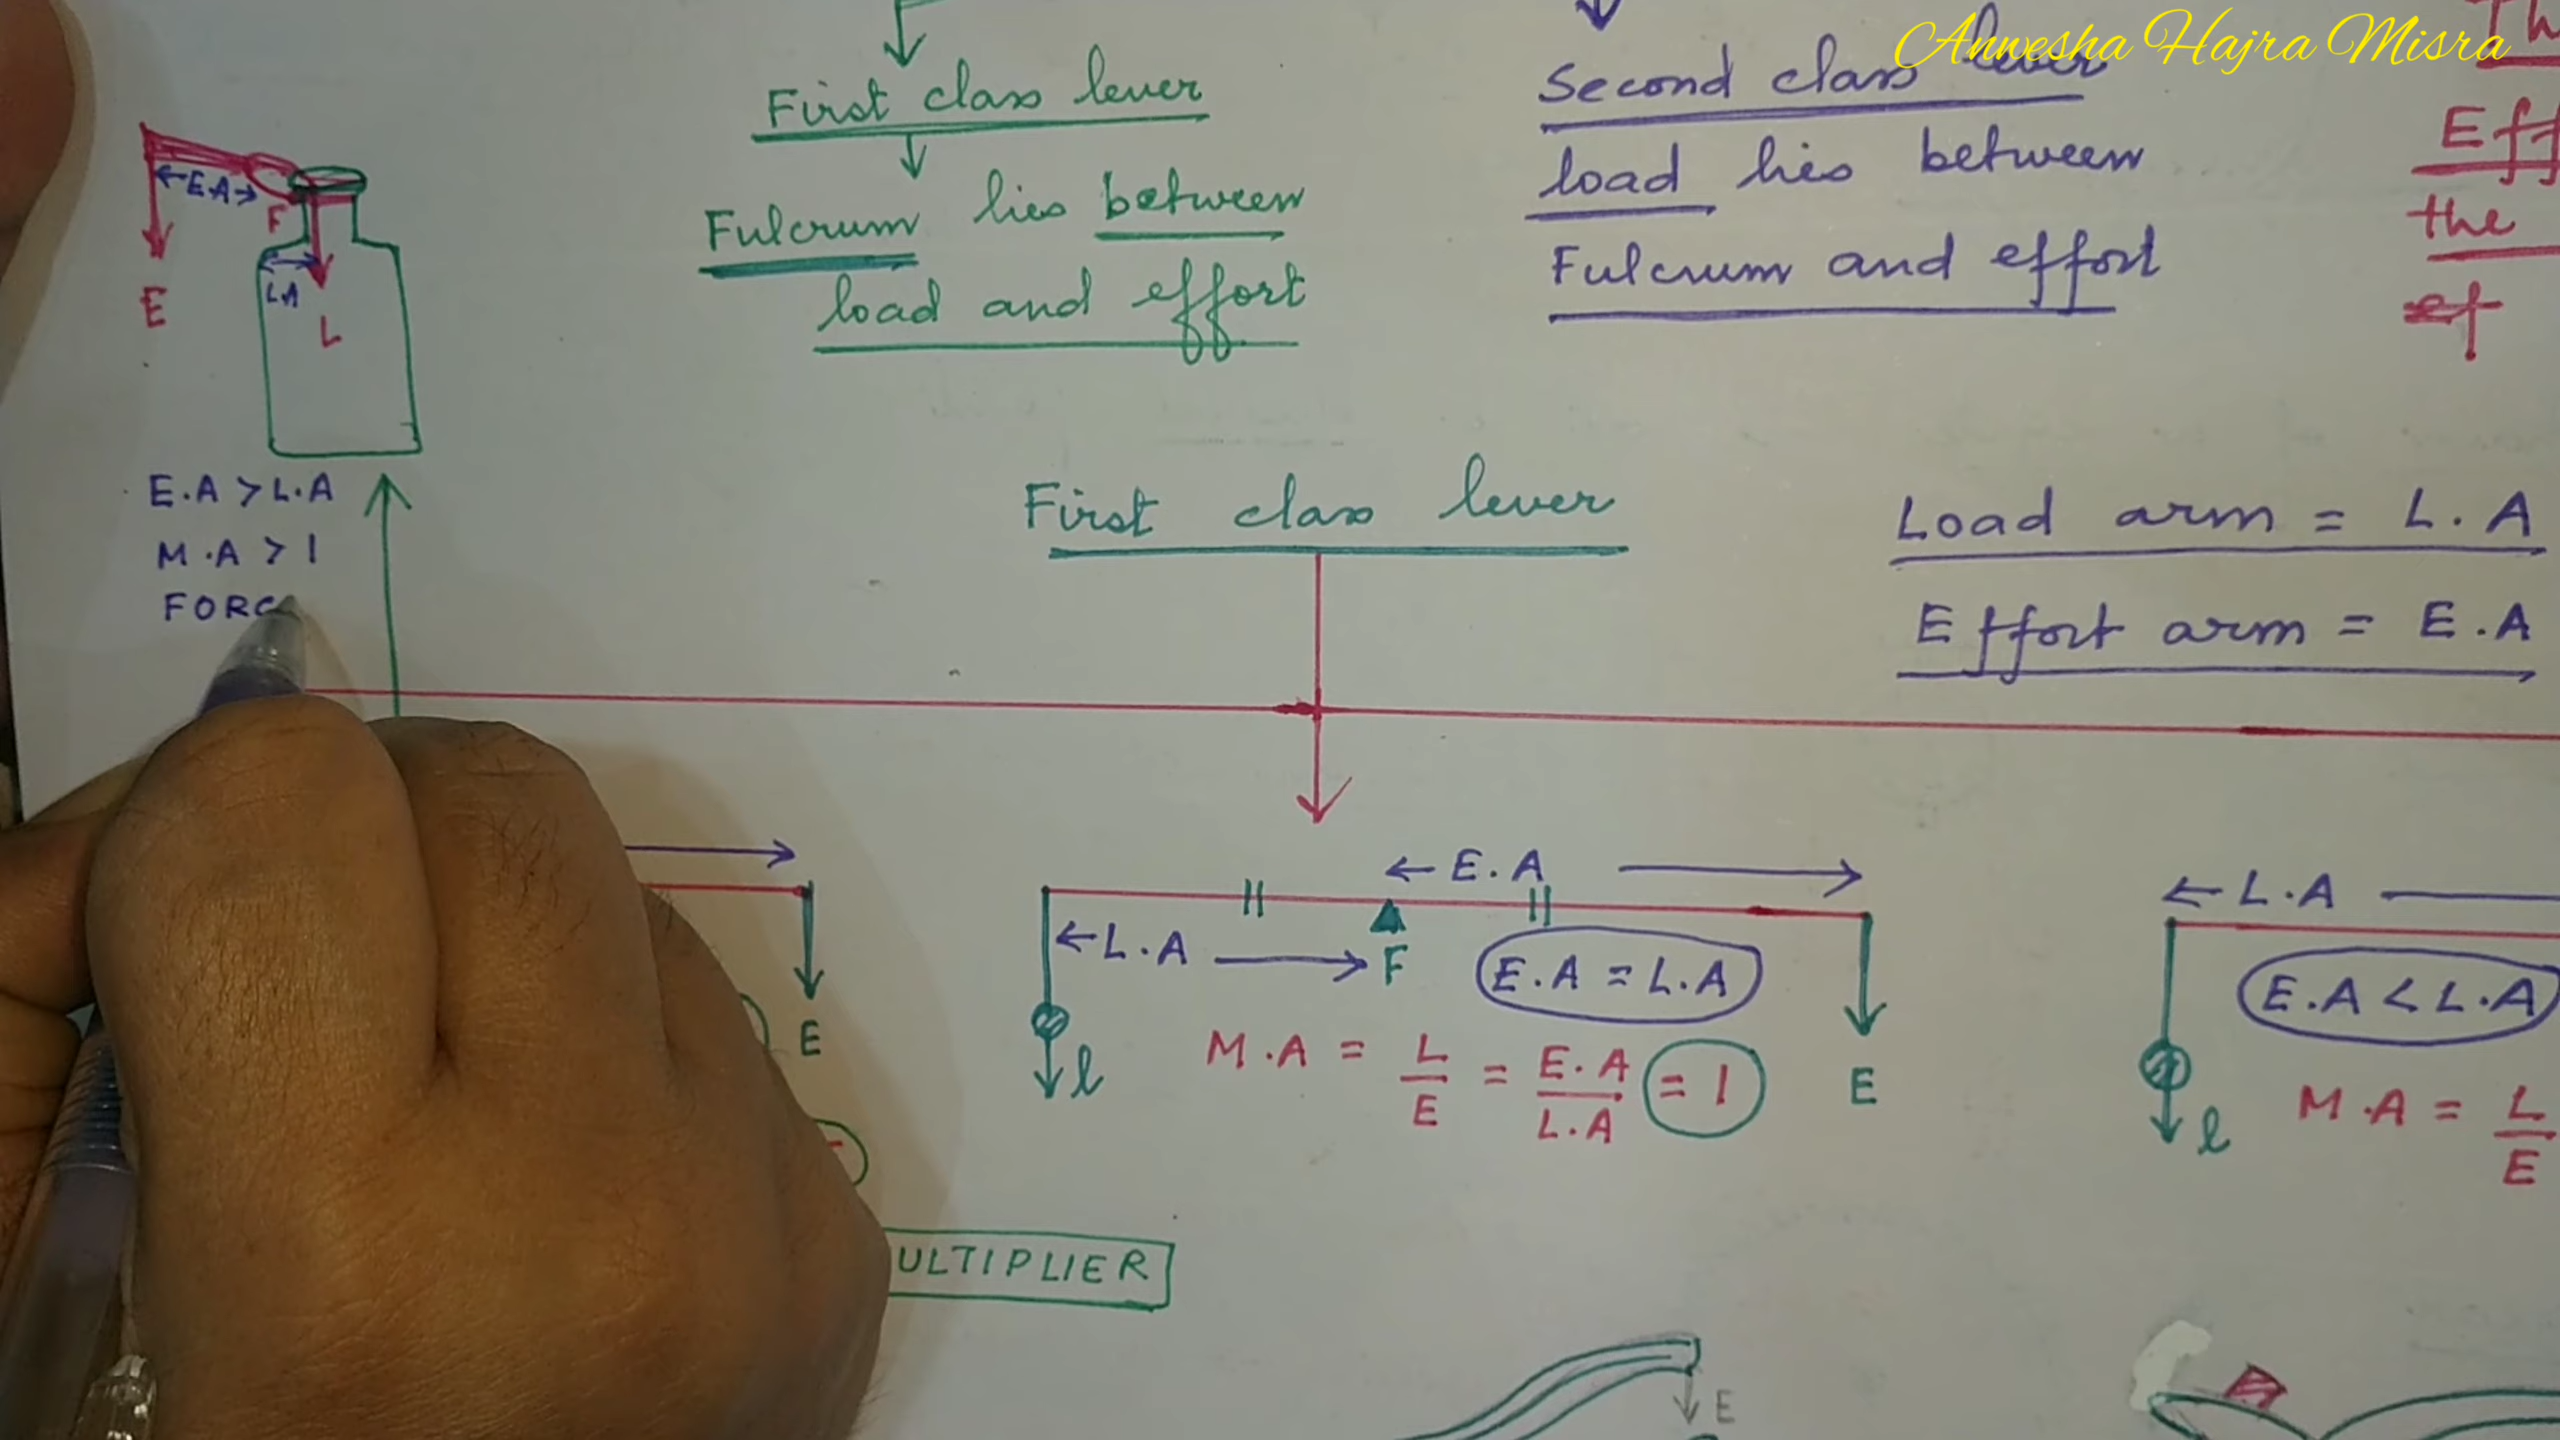 Anwesha Hajra Misra
First class lever
Fulcrum lies between
load and effort
Second class lever
load lies between
Fulcrum and effort
Th
Eff
the
←E.A→
F
E
L.A
L
E.A > L.A
M.A > 1
FORC
First class lever
Load arm = L.A
Effort arm = E.A
E
ULTIPLIER
← E.A →
←L.A → F
E.A = L.A
M.A = L/E = E.A/L.A = 1
l
E
← L.A
E.A < L.A
M.A = L/E
l
E